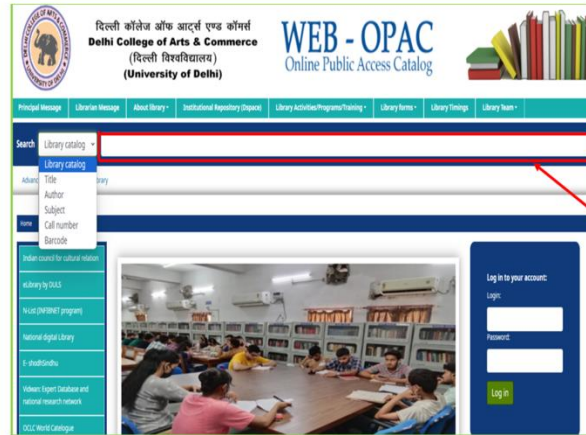 दिल्ली कॉलेज ऑफ आर्ट्स एण्ड कॉमर्स
Delhi College of Arts & Commerce
(दिल्ली विश्वविद्यालय)
(University of Delhi)
WEB - OPAC
Online Public Access Catalog
Principal Message Librarian Message About library Institutional Repository (Dspace) Library Activities/Programs/Training Library forms Library Timings Library Team
Search Library catalog
Library catalog
Title
Author
Subject
Call number
Barcode
Home
Indian council for cultural relation
eLibrary by DULS
N-List (INFIBNET program)
National digital Library
E- shodhSindhu
Vidwan: Expert Database and
national research network
OCLC World Catelogue
Log in to your account:
Login:
Password:
Log in